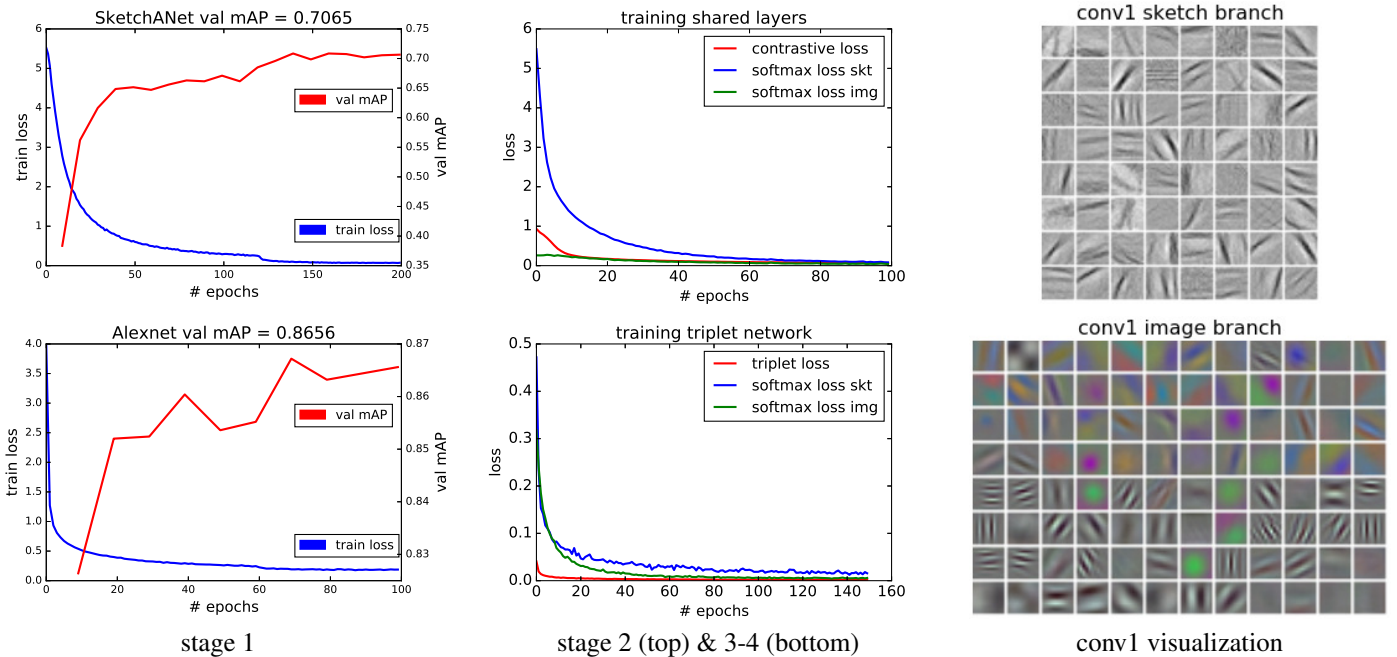 SketchANet val mAP = 0.7065
6
5
4
3
2
1
0
train loss
0.75
0.70
0.65
0.60
0.55
0.50
0.45
0.40
0.35
val mAP
val mAP
train loss
0
50
100
150
200
# epochs
training shared layers
6
5
4
3
2
1
0
loss
contrastive loss
softmax loss skt
softmax loss img
0
20
40
60
80
100
# epochs
conv1 sketch branch
Alexnet val mAP = 0.8656
4.0
3.5
3.0
2.5
2.0
1.5
1.0
0.5
0.0
train loss
0.87
0.86
0.85
0.84
0.83
val mAP
val mAP
train loss
0
20
40
60
80
100
# epochs
training triplet network
0.5
0.4
0.3
0.2
0.1
0.0
loss
triplet loss
softmax loss skt
softmax loss img
0
20
40
60
80
100
120
140
160
# epochs
conv1 image branch
stage 1
stage 2 (top) & 3-4 (bottom)
conv1 visualization